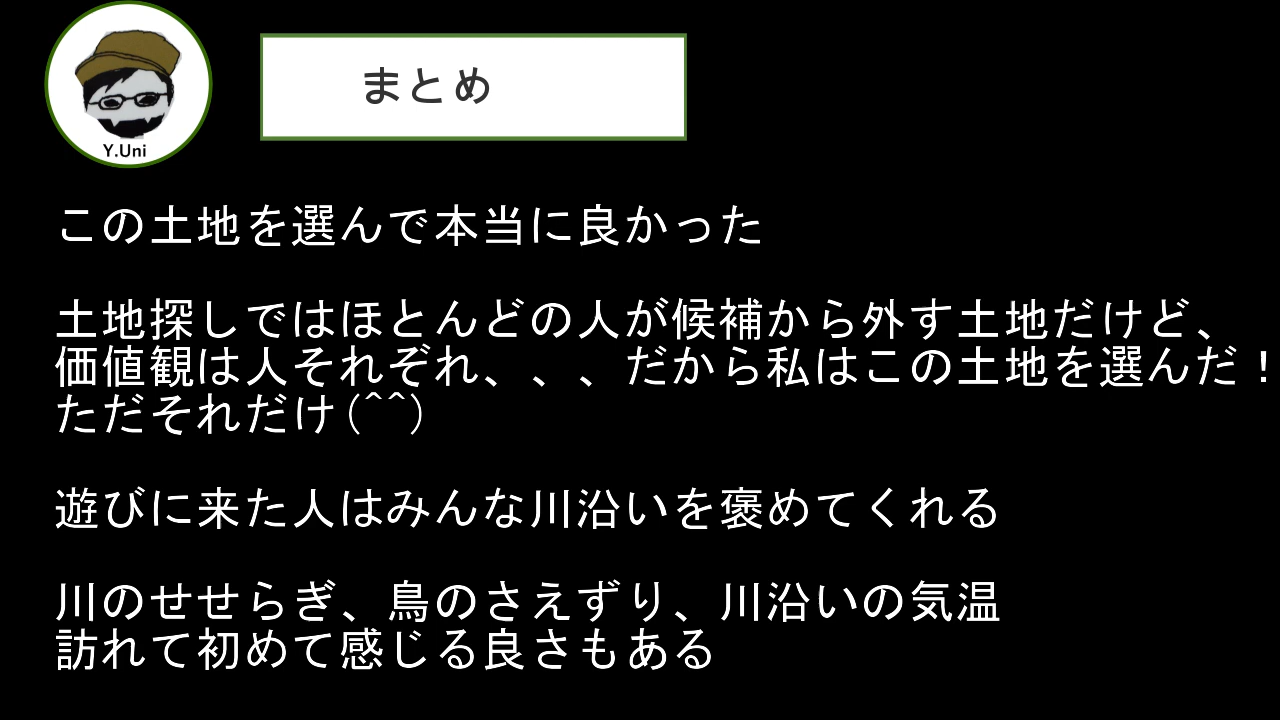 Y.Uni
まとめ
この土地を選んで本当に良かった
土地探しではほとんどの人が候補から外す土地だけど、
価値観は人それぞれ、、、だから私はこの土地を選んだ！
ただそれだけ(^^)
遊びに来た人はみんな川沿いを褒めてくれる
川のせせらぎ、鳥のさえずり、川沿いの気温
訪れて初めて感じる良さもある